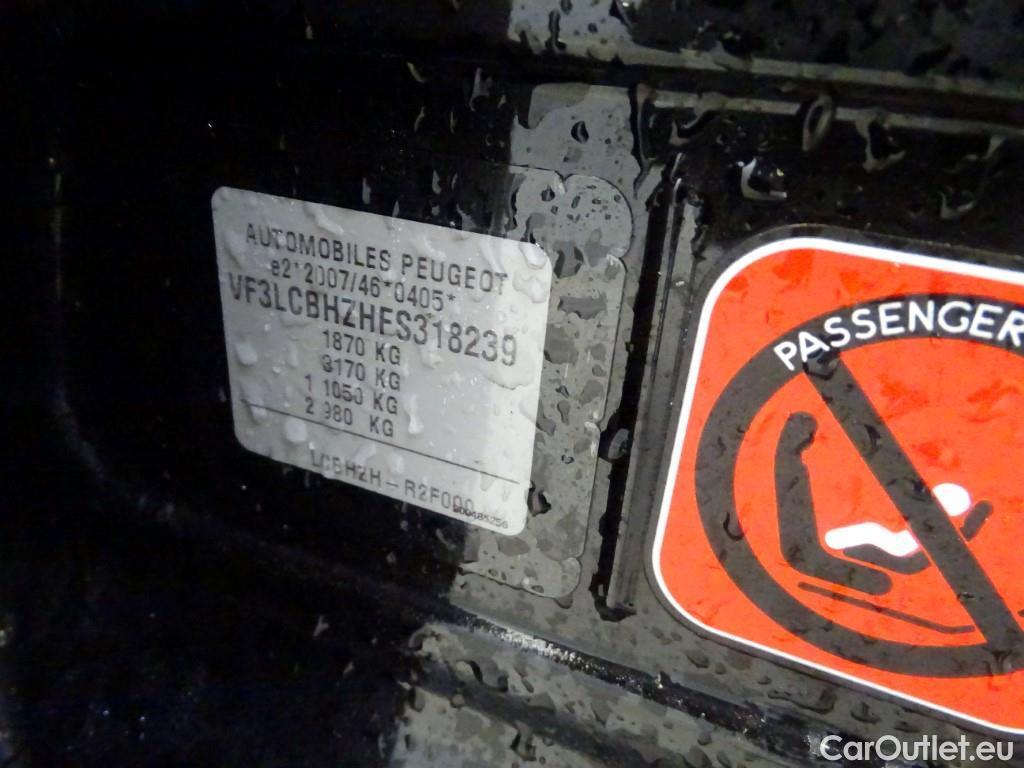 AUTOMOBILES PEUGEOT
e2*2007/46*0405*
VF3LCBHZHES318239
1870 KG
3170 KG
1 1050 KG
2 980 KG
LCBHZH-R2F000
PASSENGER
CarOutlet.eu